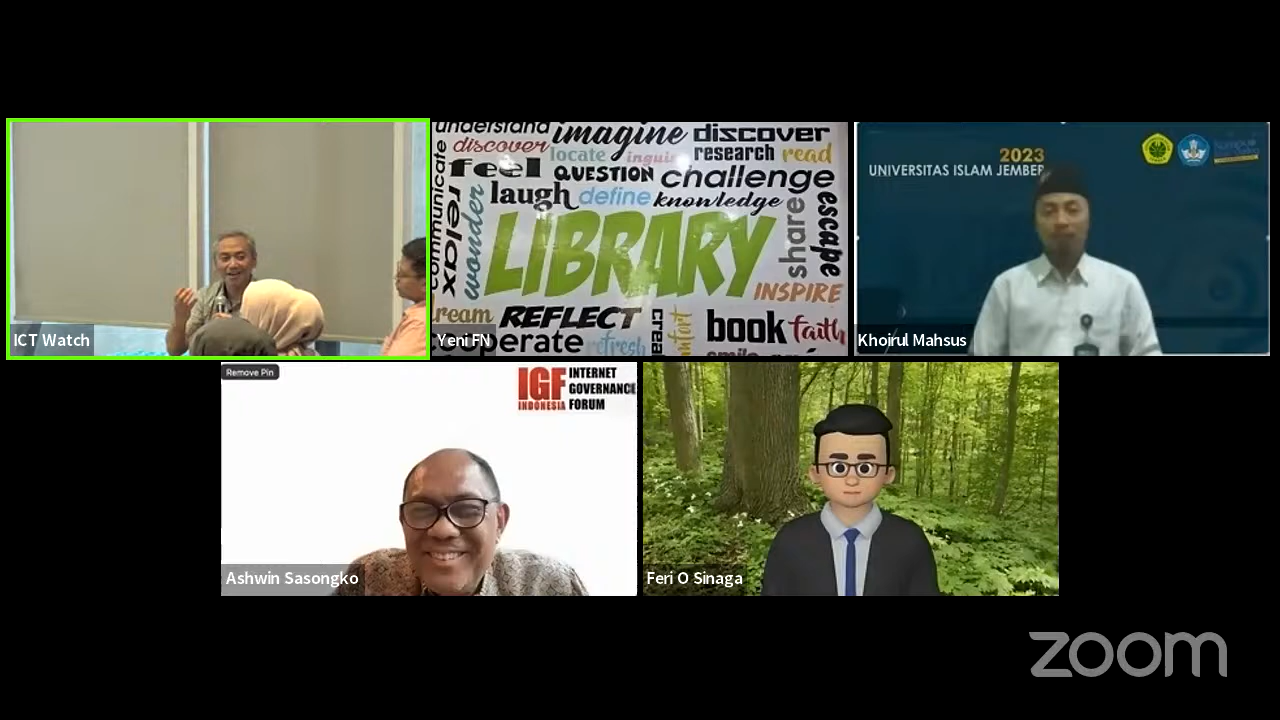 ICT Watch
understand
imagine
discover
discover
locate
research
read
feel
QUESTION
challenge
communicate
relax
wonder
laugh
define
knowledge
share
escape
LIBRARY
INSPIRE
REFLECT
book
faith
refresh
Yeni FN
2023
UNIVERSITAS ISLAM JEMBER
Khoirul Mahsus
Remove Pin
IGF INTERNET
GOVERNANCE
INDONESIA FORUM
Ashwin Sasongko
Feri O Sinaga
zoom